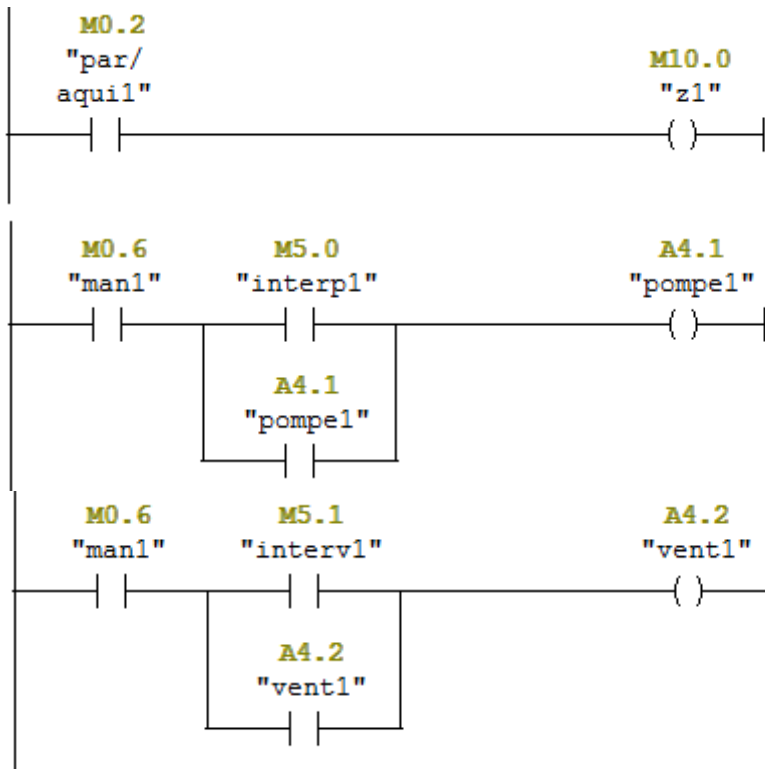 M0.2
"par/
aqui1"
M10.0
"z1"
M0.6
"man1"
M5.0
"interp1"
A4.1
"pompe1"
A4.1
"pompe1"
M0.6
"man1"
M5.1
"interv1"
A4.2
"vent1"
A4.2
"vent1"